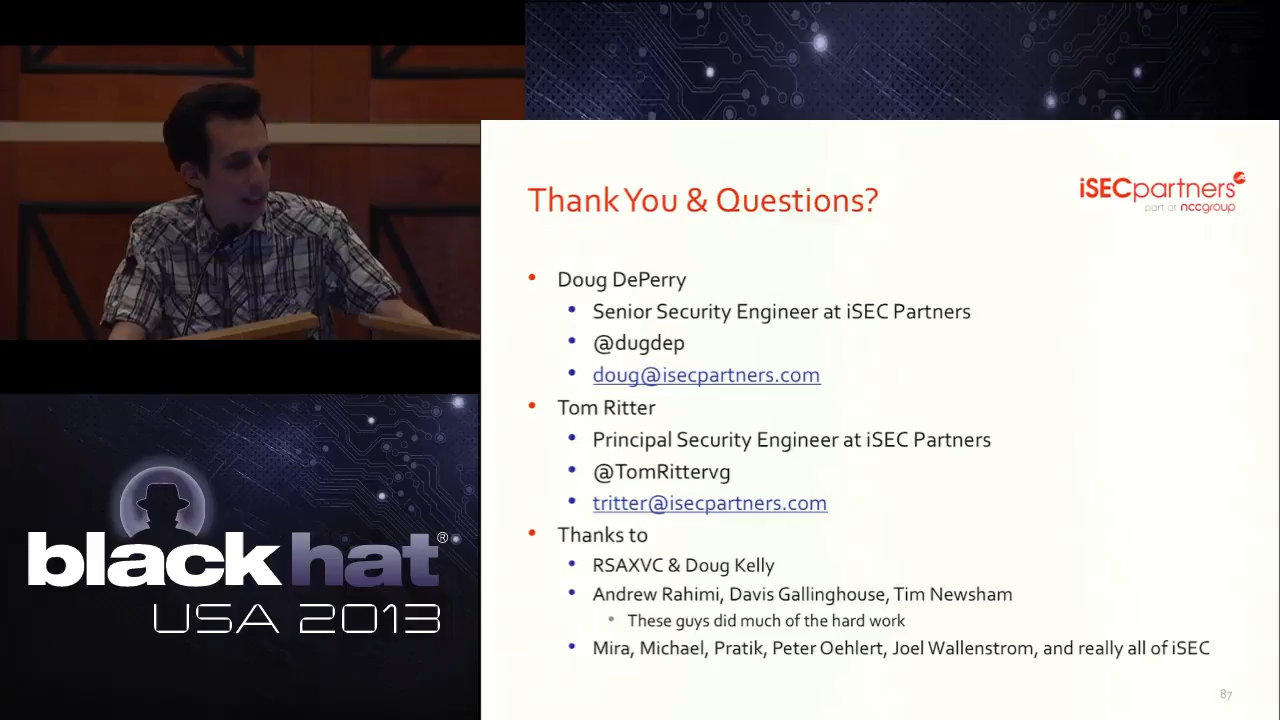 Thank You & Questions?
iSECpartners
part of nccgroup
Doug DePerry
Senior Security Engineer at iSEC Partners
@dugdep
doug@isecpartners.com
Tom Ritter
Principal Security Engineer at iSEC Partners
@TomRittervg
tritter@isecpartners.com
Thanks to
RSAXVC & Doug Kelly
Andrew Rahimi, Davis Gallinghouse, Tim Newsham
These guys did much of the hard work
Mira, Michael, Pratik, Peter Oehlert, Joel Wallenstrom, and really all of iSEC
87
blackhat®
USA 2013